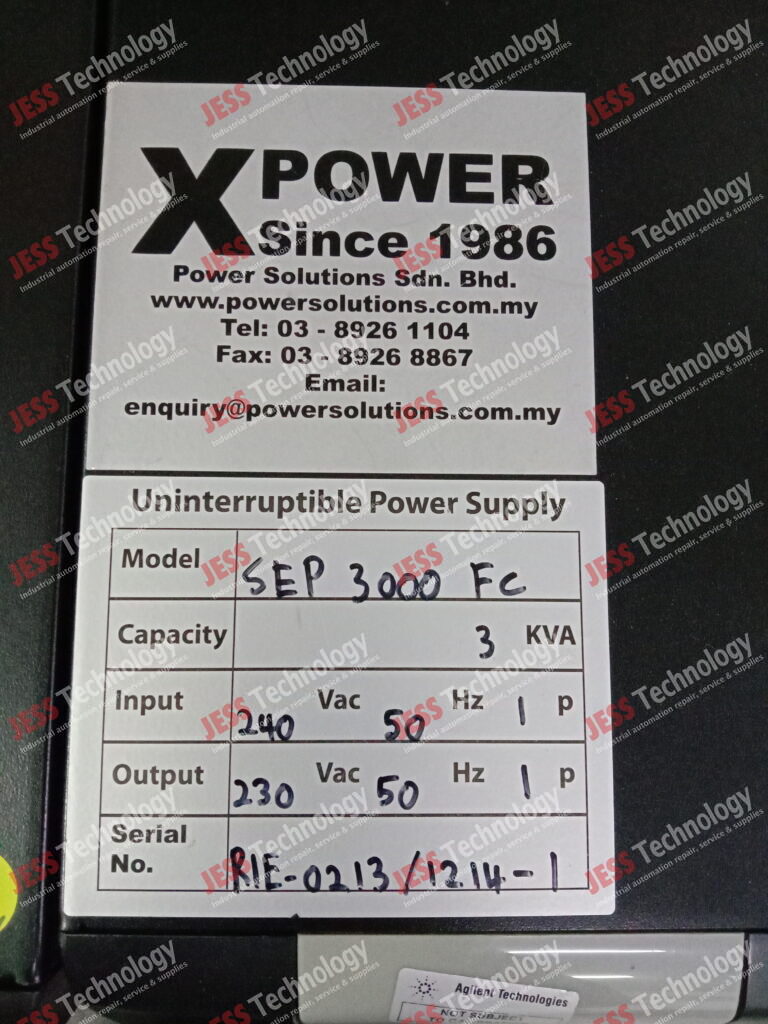 XPOWER
Since 1986
Power Solutions Sdn. Bhd.
www.powersolutions.com.my
Tel: 03 - 8926 1104
Fax: 03 - 8926 8867
Email:
enquiry@powersolutions.com.my
Uninterruptible Power Supply
Model SEP 3000 FC
Capacity 3 KVA
Input 240 Vac 50 Hz 1 p
Output 230 Vac 50 Hz 1 p
Serial No. RIE-0213/1214-1
Agilent Technologies
NOT SUBJECT
JESS Technology
Industrial automation repair, service & supplies